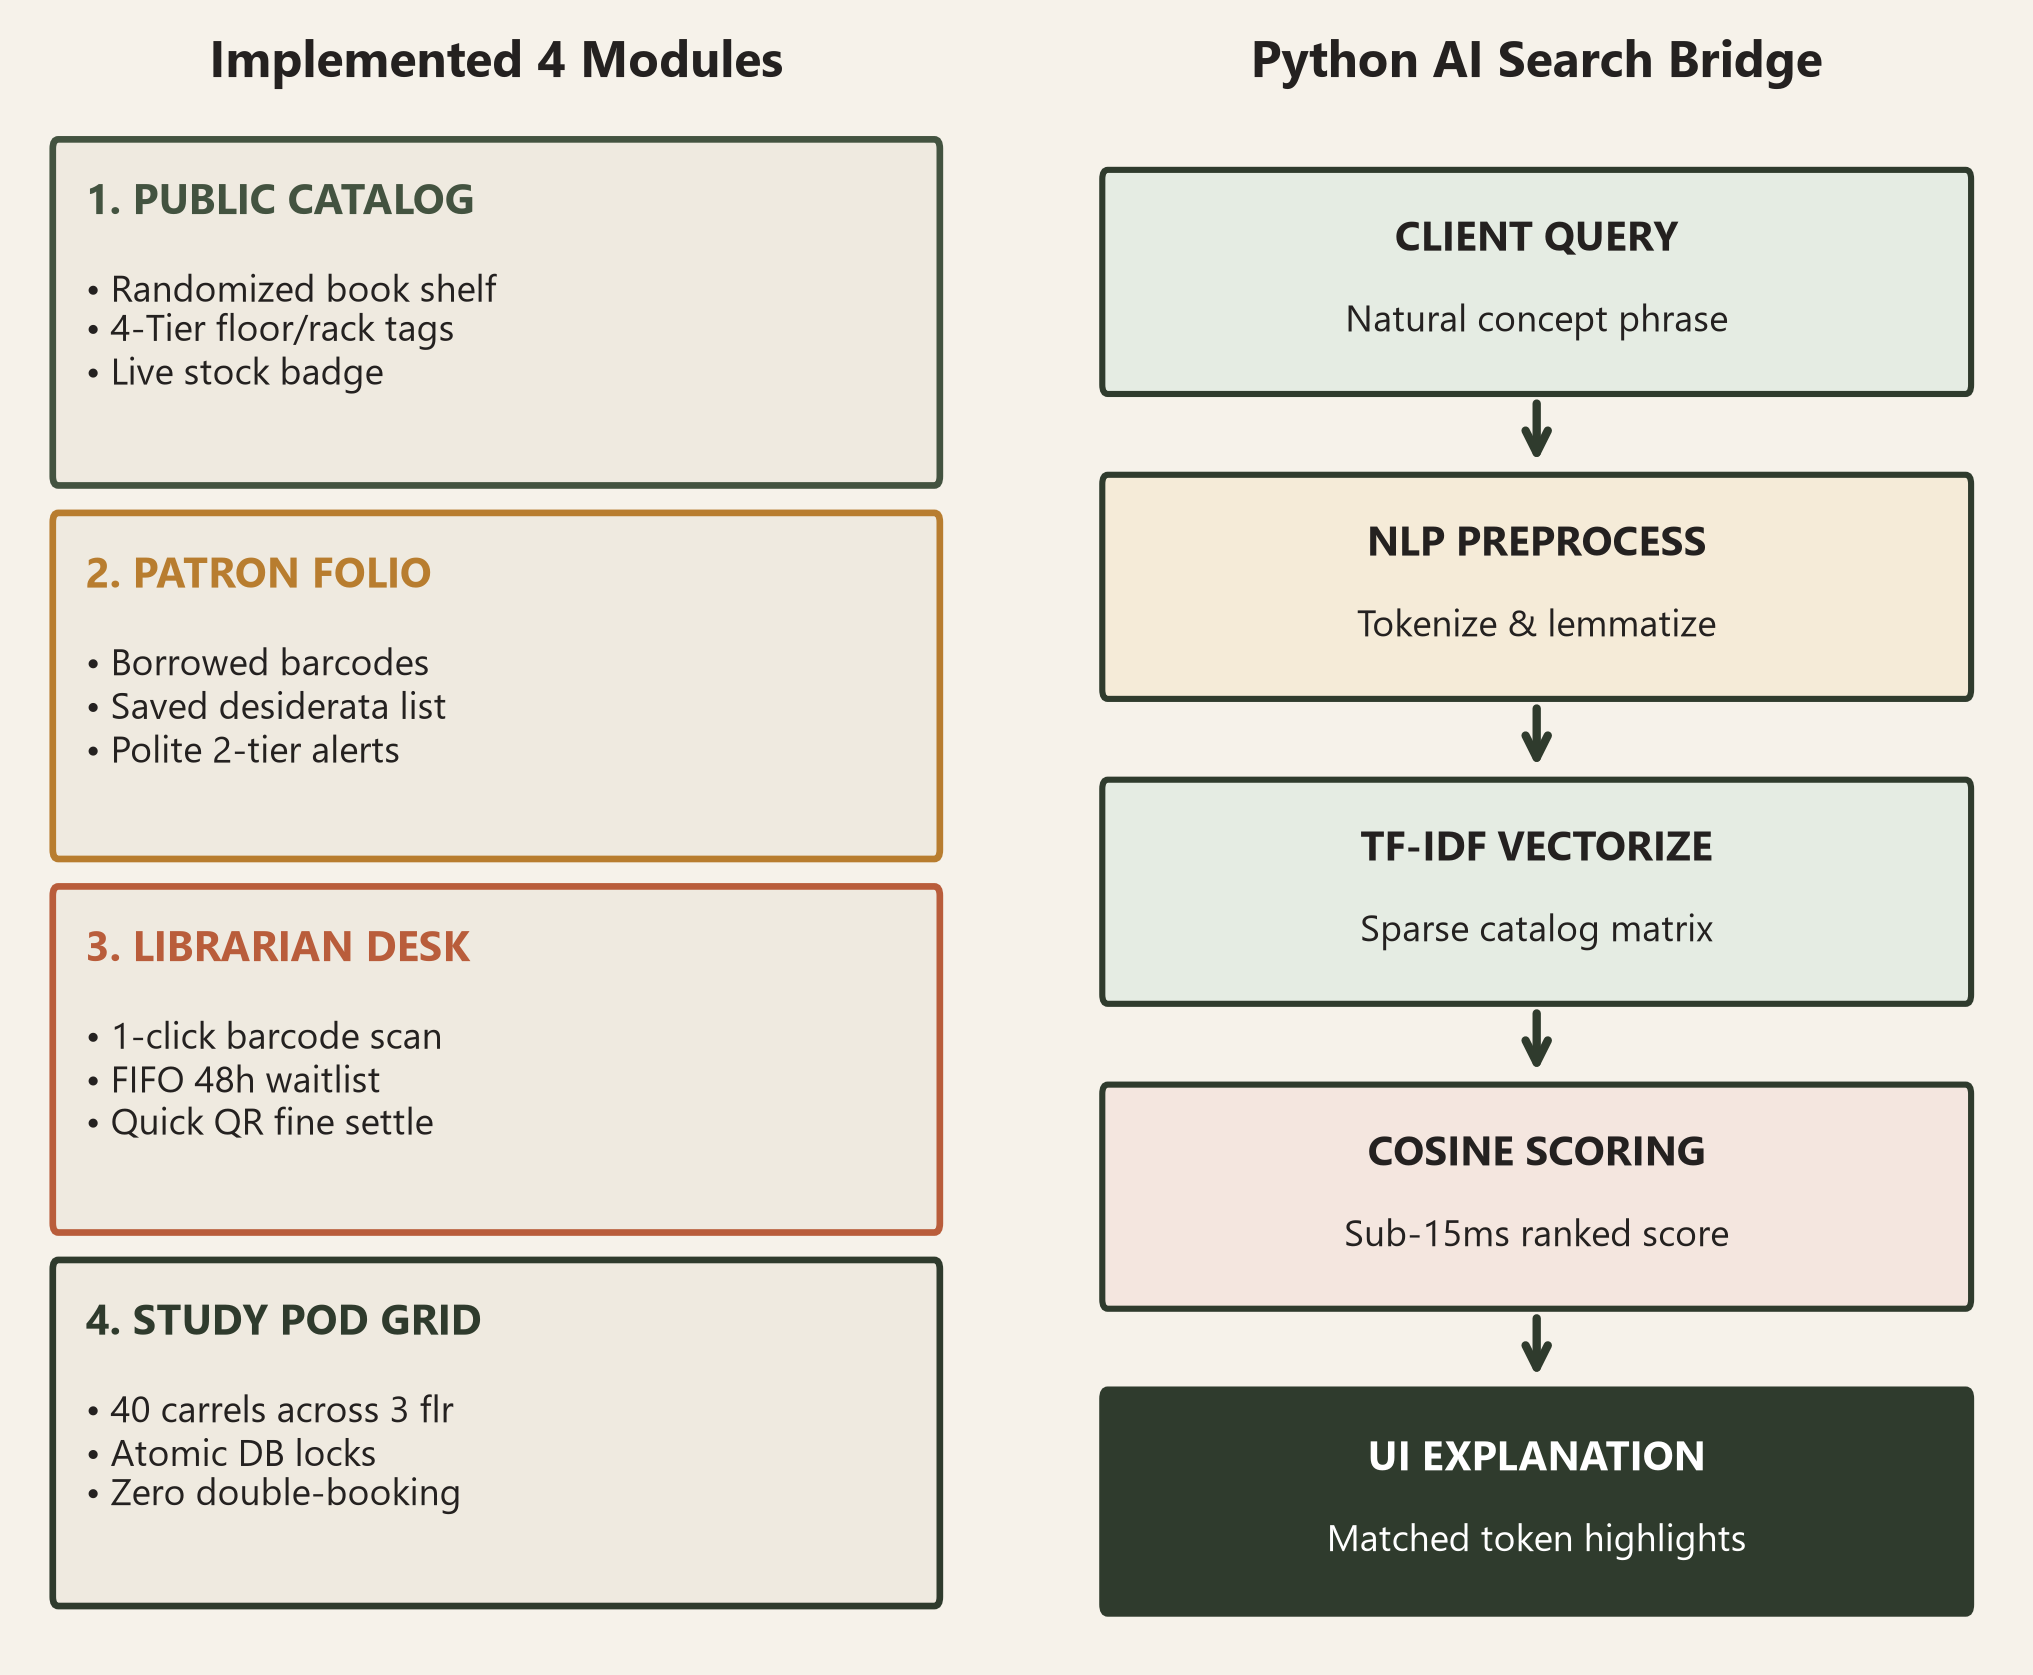 Implemented 4 Modules
1. PUBLIC CATALOG
• Randomized book shelf
• 4-Tier floor/rack tags
• Live stock badge
2. PATRON FOLIO
• Borrowed barcodes
• Saved desiderata list
• Polite 2-tier alerts
3. LIBRARIAN DESK
• 1-click barcode scan
• FIFO 48h waitlist
• Quick QR fine settle
4. STUDY POD GRID
• 40 carrels across 3 flr
• Atomic DB locks
• Zero double-booking
Python AI Search Bridge
CLIENT QUERY
Natural concept phrase
NLP PREPROCESS
Tokenize & lemmatize
TF-IDF VECTORIZE
Sparse catalog matrix
COSINE SCORING
Sub-15ms ranked score
UI EXPLANATION
Matched token highlights